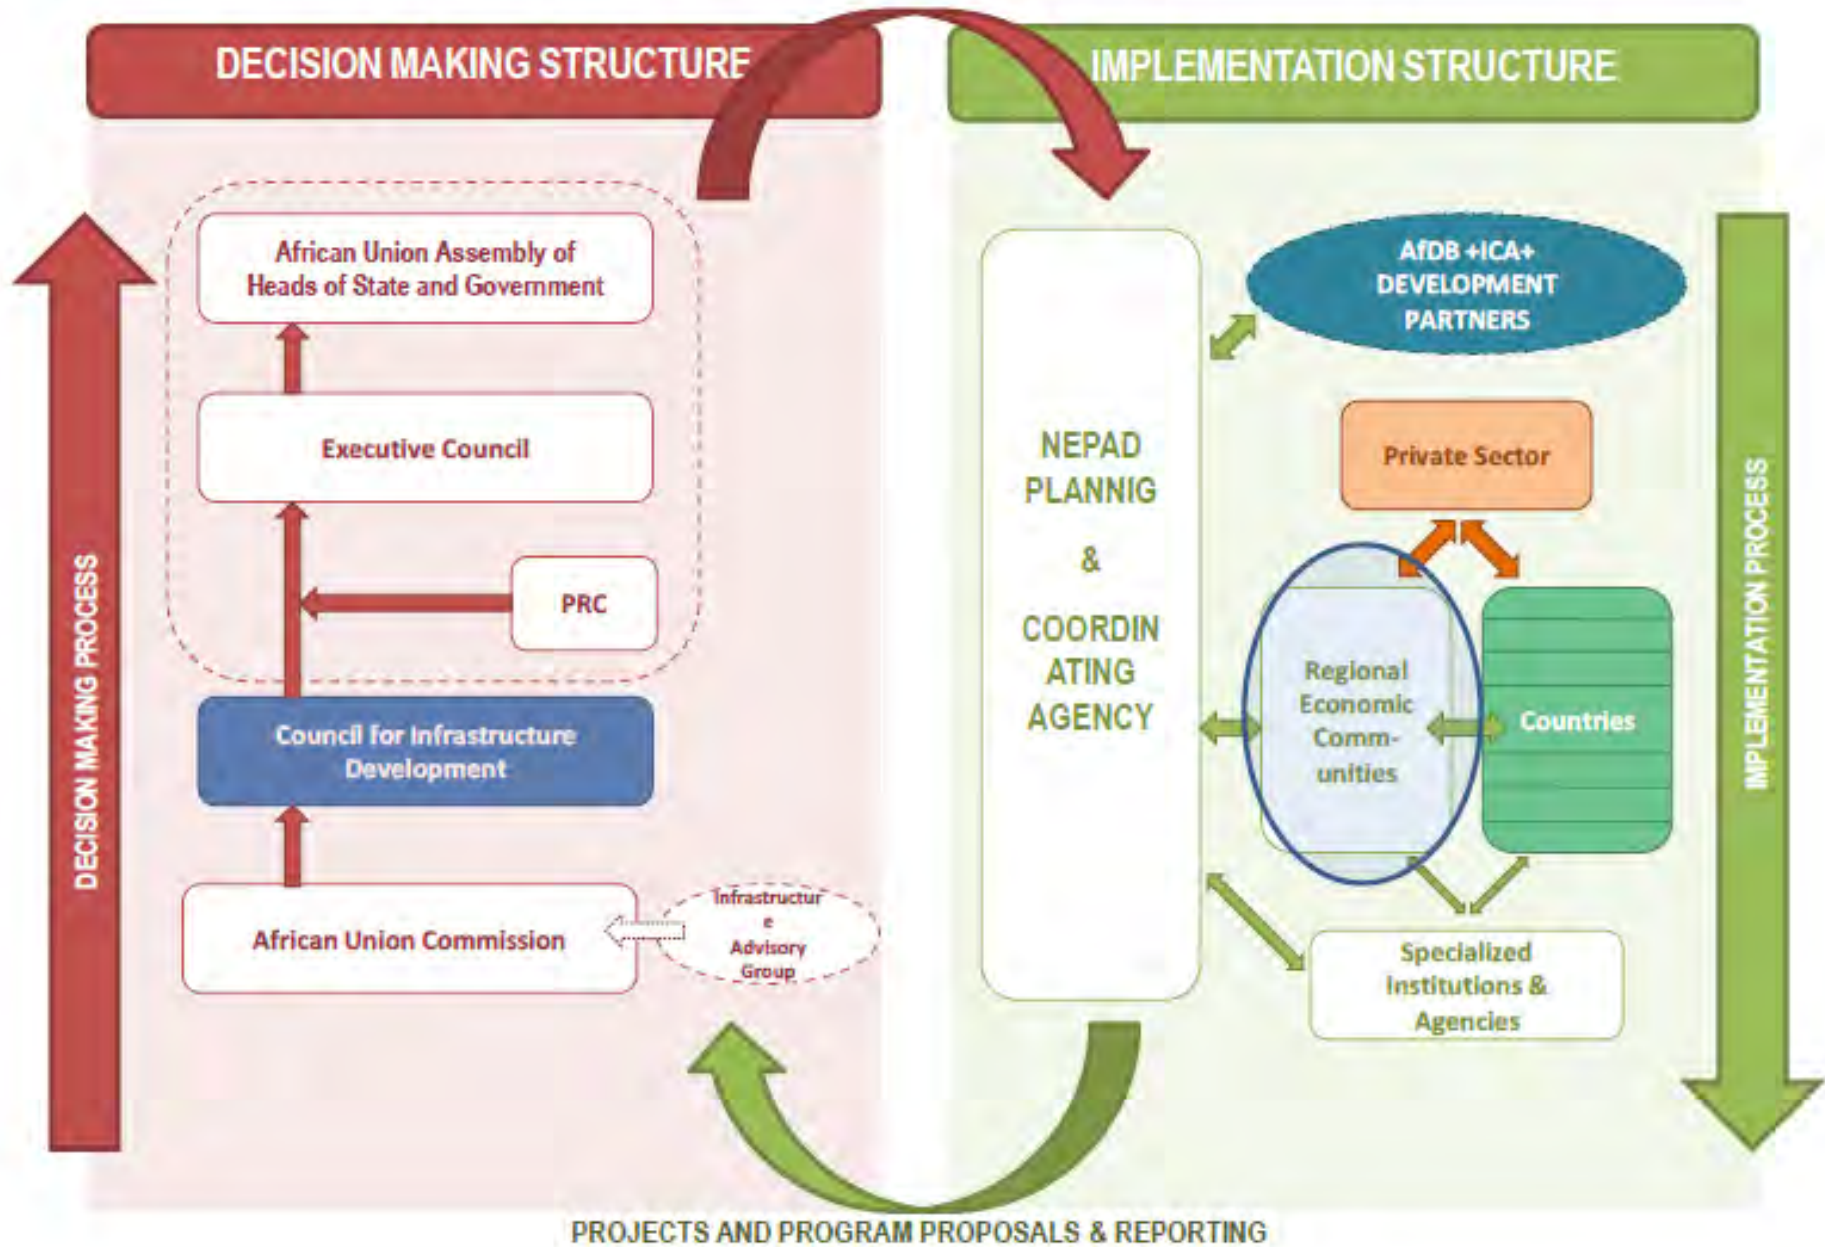 DECISION MAKING STRUCTURE
African Union Assembly of
Heads of State and Government
Executive Council
PRC
Council for Infrastructure
Development
African Union Commission
Infrastructur
e
Advisory
Group
DECISION MAKING PROCESS
IMPLEMENTATION STRUCTURE
NEPAD
PLANNIG
&
COORDIN
ATING
AGENCY
AfDB +ICA+
DEVELOPMENT
PARTNERS
Private Sector
Regional
Economic
Comm-
unities
Countries
Specialized
Institutions &
Agencies
IMPLEMENTATION PROCESS
PROJECTS AND PROGRAM PROPOSALS & REPORTING